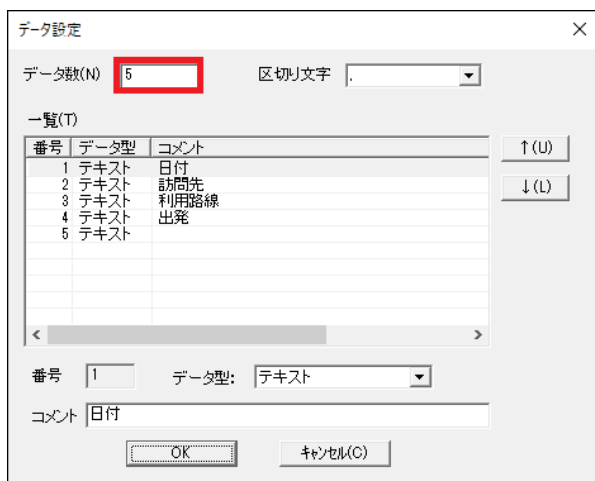 データ設定
データ数(N) 5 区切り文字 ,
一覧(T)
番号 データ型 コメント
1 テキスト 日付
2 テキスト 訪問先
3 テキスト 利用路線
4 テキスト 出発
5 テキスト
↑(U)
↓(L)
番号 1 データ型: テキスト
コメント 日付
OK キャンセル(C)